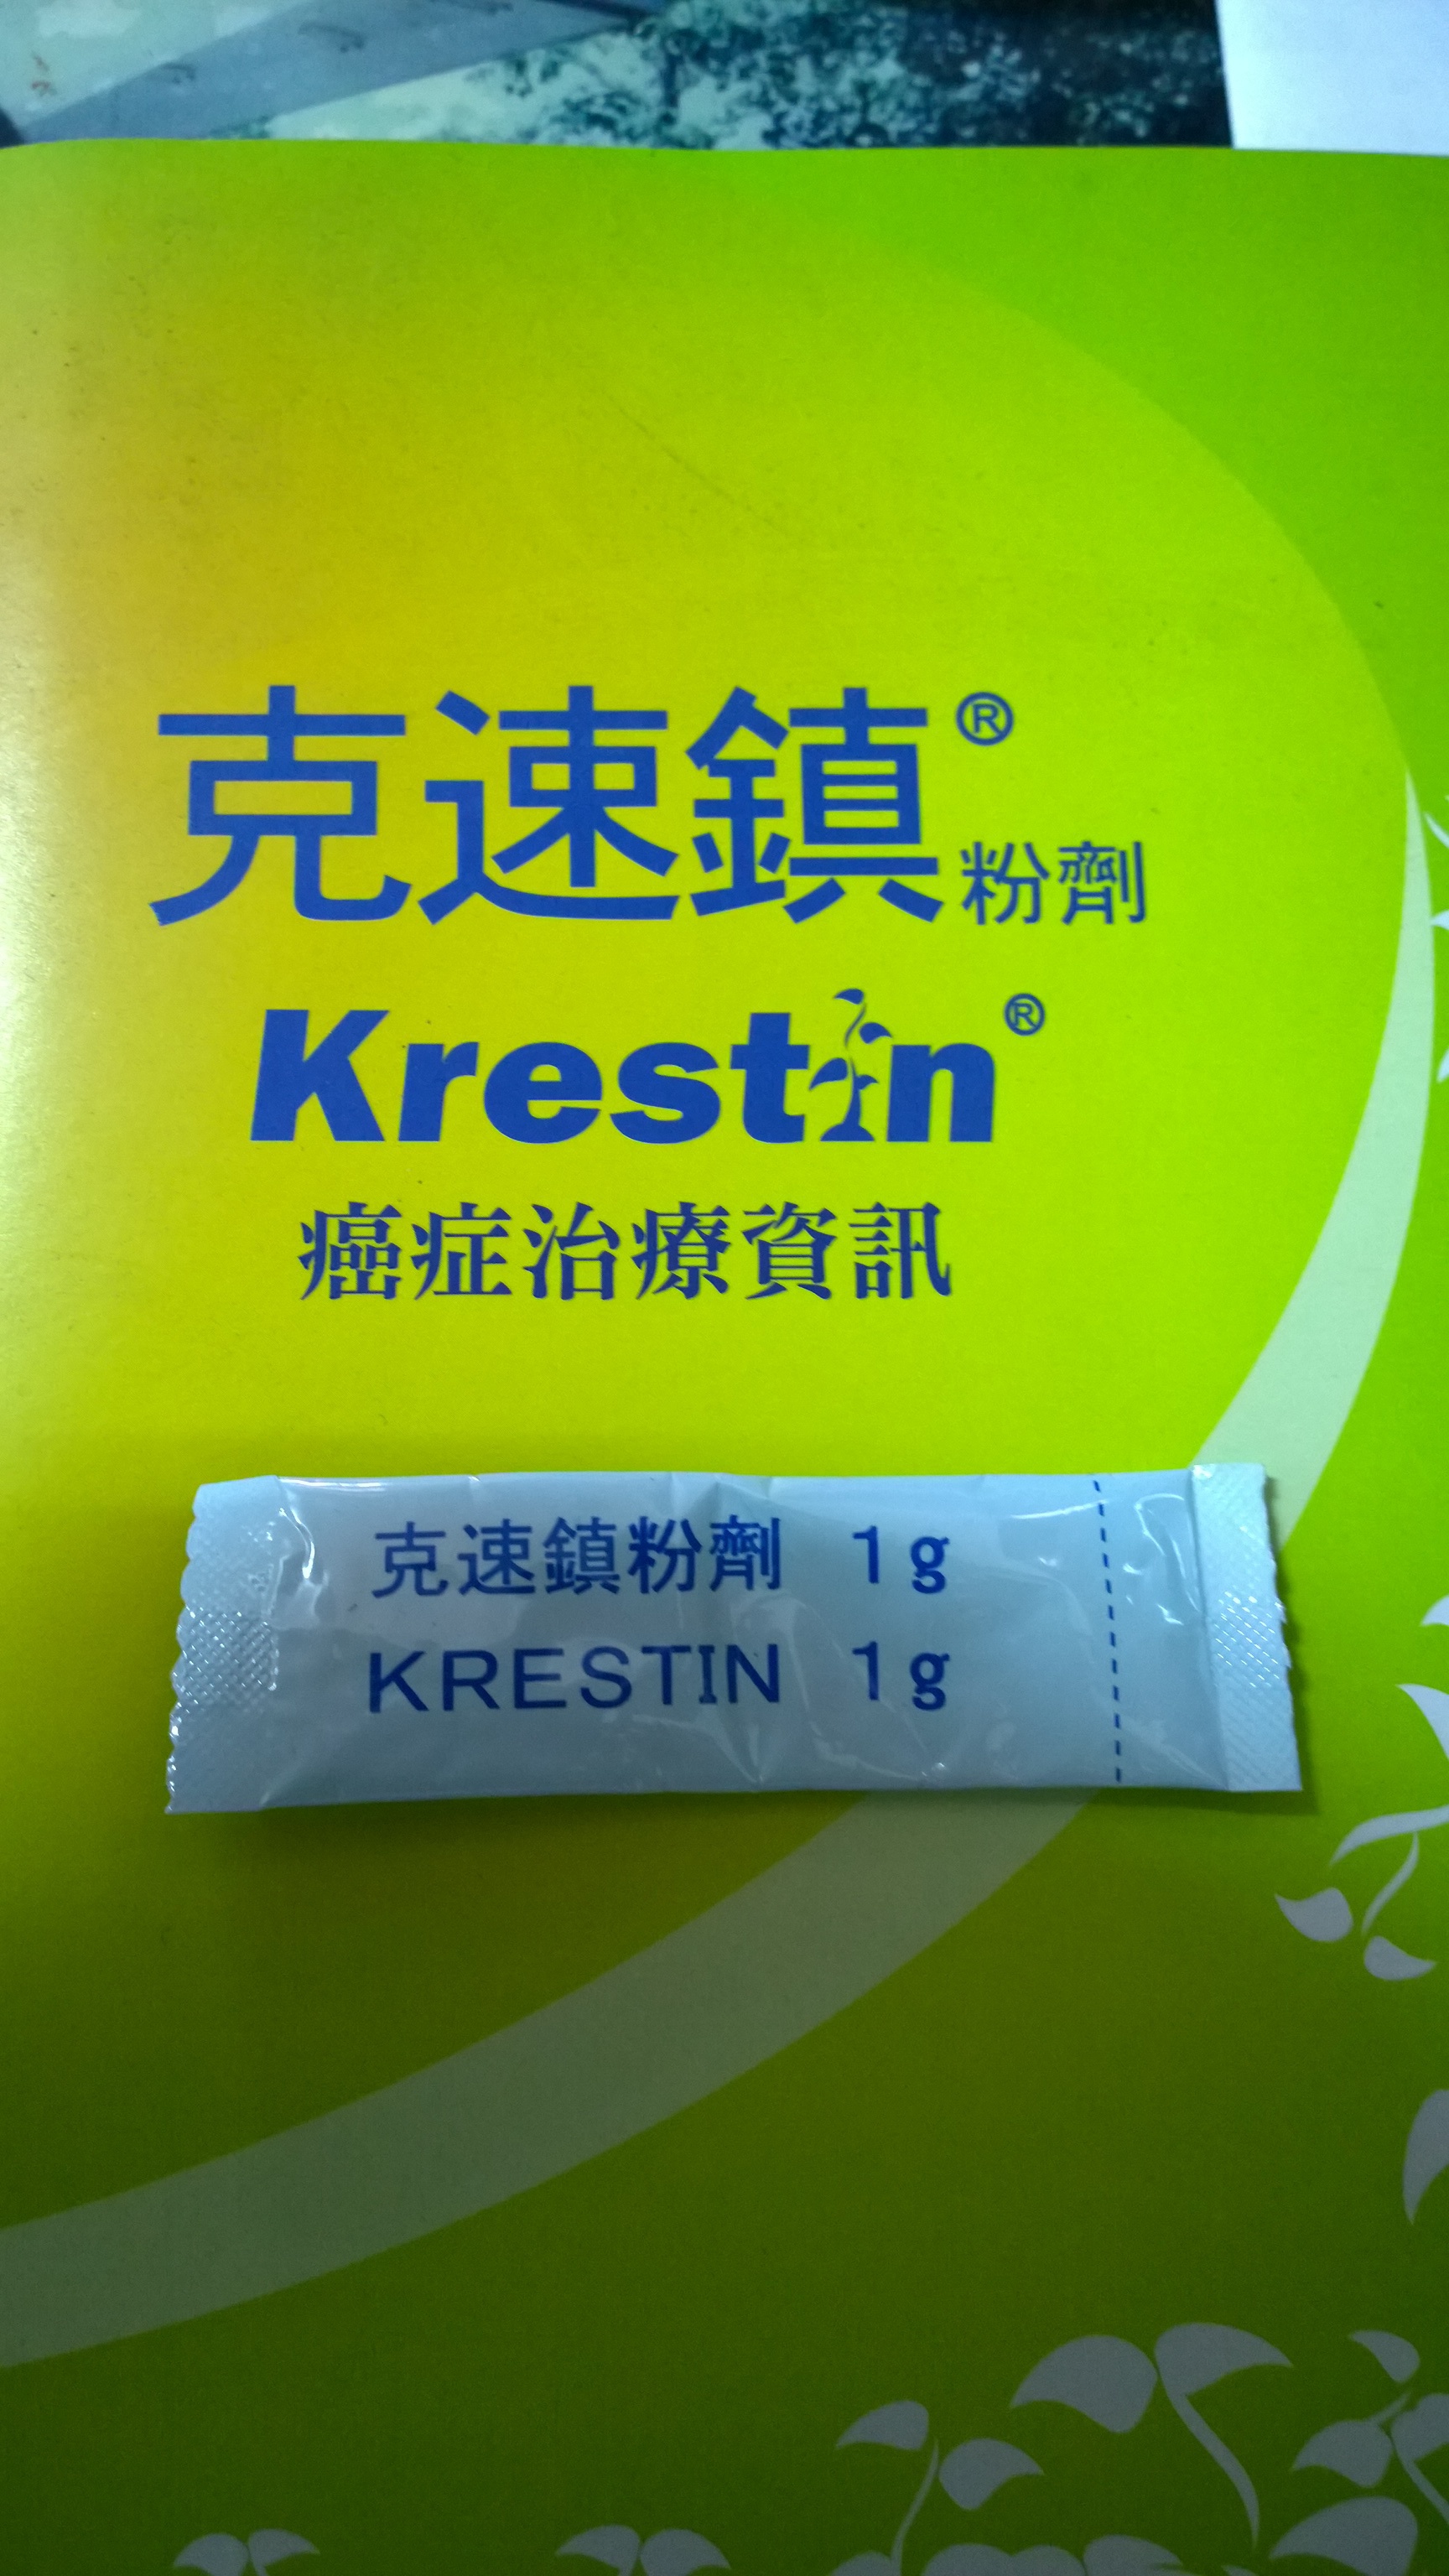 克速鎮® 粉劑
Krestin®
癌症治療資訊
克速鎮粉劑 1g
KRESTIN 1g